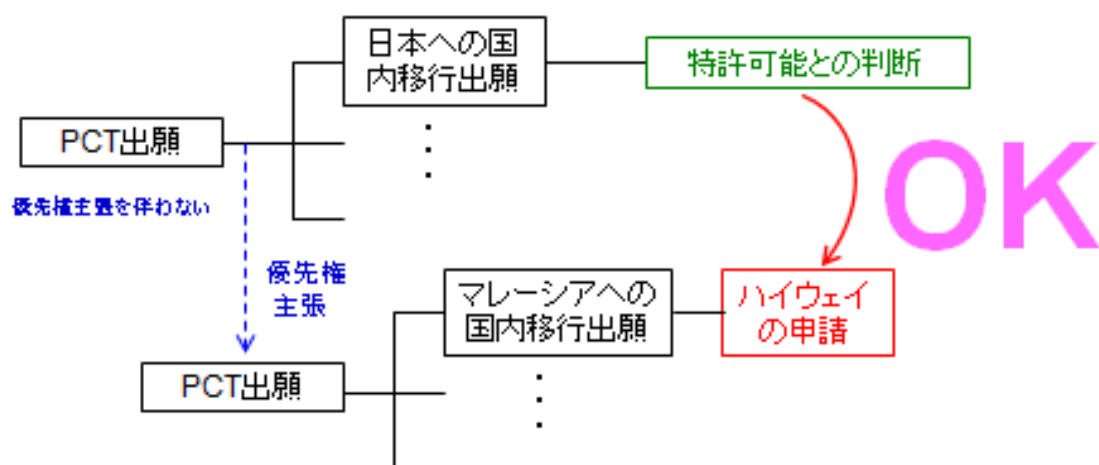 日本への国
内移行出願
特許可能との判断
PCT出願
優先権主張を伴わない
OK
優先権
主張
マレーシアへの
国内移行出願
ハイウェイ
の申請
PCT出願